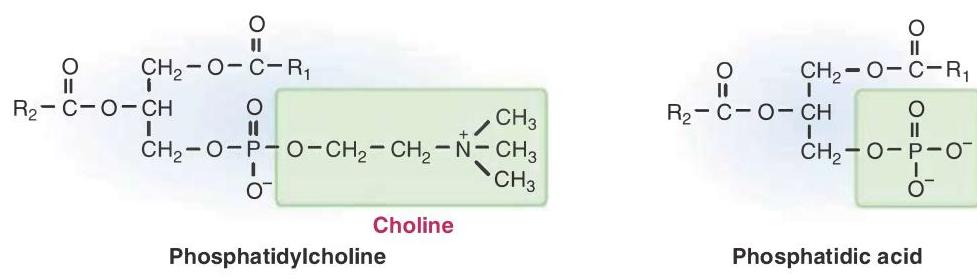 O
O
CH₂—O—C—R₁
O
CH₂—O—C—R₁
O
R₂—C—O—CH
O
CH₃
R₂—C—O—CH
O
CH₂—O—P—O—CH₂—CH₂—N⁺—CH₃
CH₂—O—P—O⁻
O⁻
CH₃
O⁻
Choline
Phosphatidylcholine
Phosphatidic acid